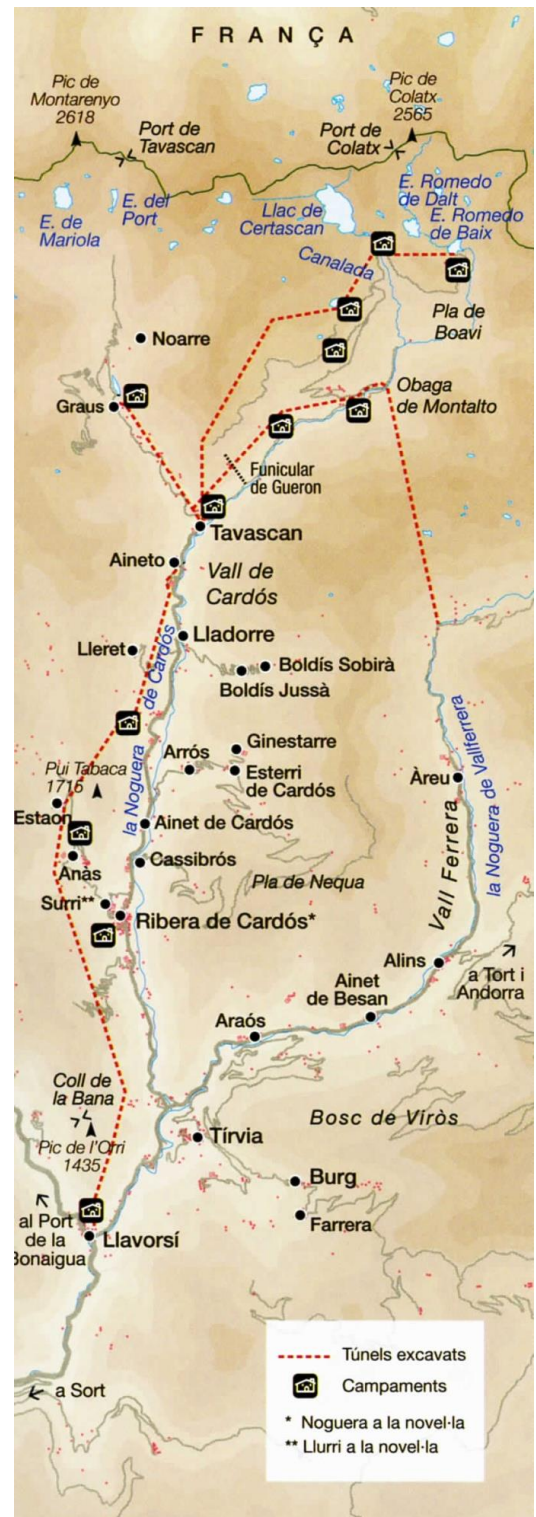 FRANÇA
Pic de
Montarenyo
2618
Pic de
Colatx
2565
Port de
Tavascan
Port de
Colatx
E. Romedo
de Dalt
E. Romedo
de Baix
E. de
Mariola
E. del
Port
Llac de
Certascan
Canalada
Pla de
Boavi
Noarre
Graus
Obaga
de Montalto
Funicular
de Gueron
Tavascan
Aineto
Vall de
Cardós
Lladorre
Lleret
Boldís Sobirà
Boldís Jussà
la Noguera de Cardós
Ginestarre
Arrós
Esterri
de Cardós
Pui Tabaca
1716
Estaon
Àreu
la Noguera de Vallferrera
Vall Ferrera
Ainet de Cardós
Anàs
Cassibrós
Pla de Nequa
Surri**
Ribera de Cardós*
Alins
a Tort i
Andorra
Ainet
de Besan
Araós
Coll de
la Bana
Pic de l'Orri
1435
Bosc de Viròs
Tírvia
Burg
Farrera
al Port
de la
Bonaigua
Llavorsí
a Sort
Túnels excavats
Campaments
* Noguera a la novel·la
** Llurri a la novel·la